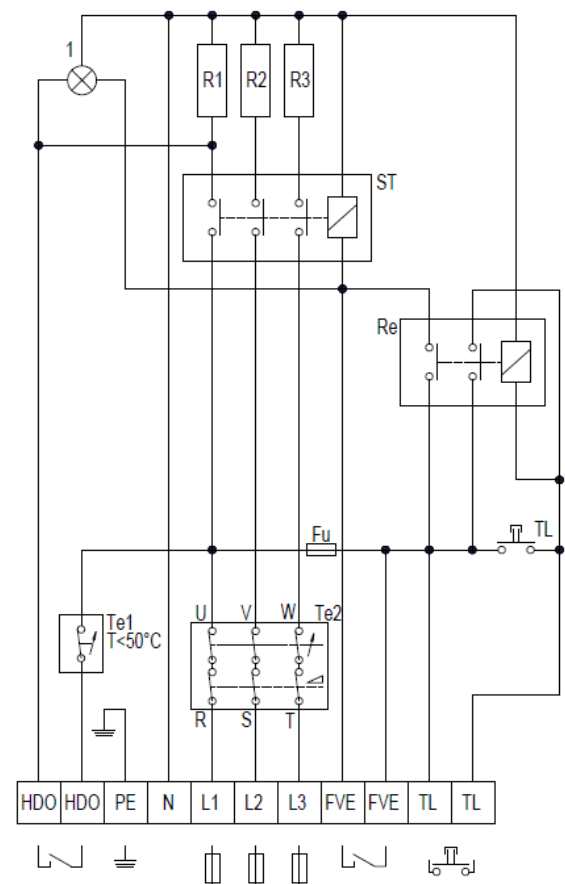 1
R1 R2 R3
ST
Re
Fu
TL
U V W Te2
Te1
T<50°C
R S T
HDO HDO PE N L1 L2 L3 FVE FVE TL TL